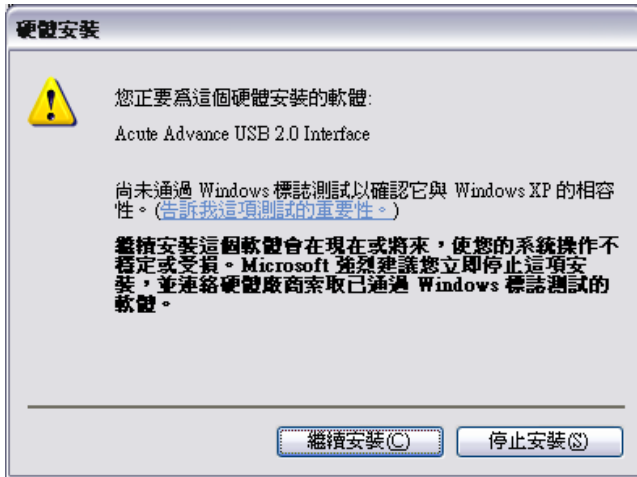 硬體安裝
您正要為這個硬體安裝的軟體:
Acute Advance USB 2.0 Interface
尚未通過 Windows 標誌測試以確認它與 Windows XP 的相容
性。(告訴我這項測試的重要性。)
繼續安裝這個軟體會在現在或將來，使您的系統操作不
穩定或受損。Microsoft 強烈建議您立即停止這項安
裝，並連絡硬體廠商索取已通過 Windows 標誌測試的
軟體。
繼續安裝(C)
停止安裝(S)